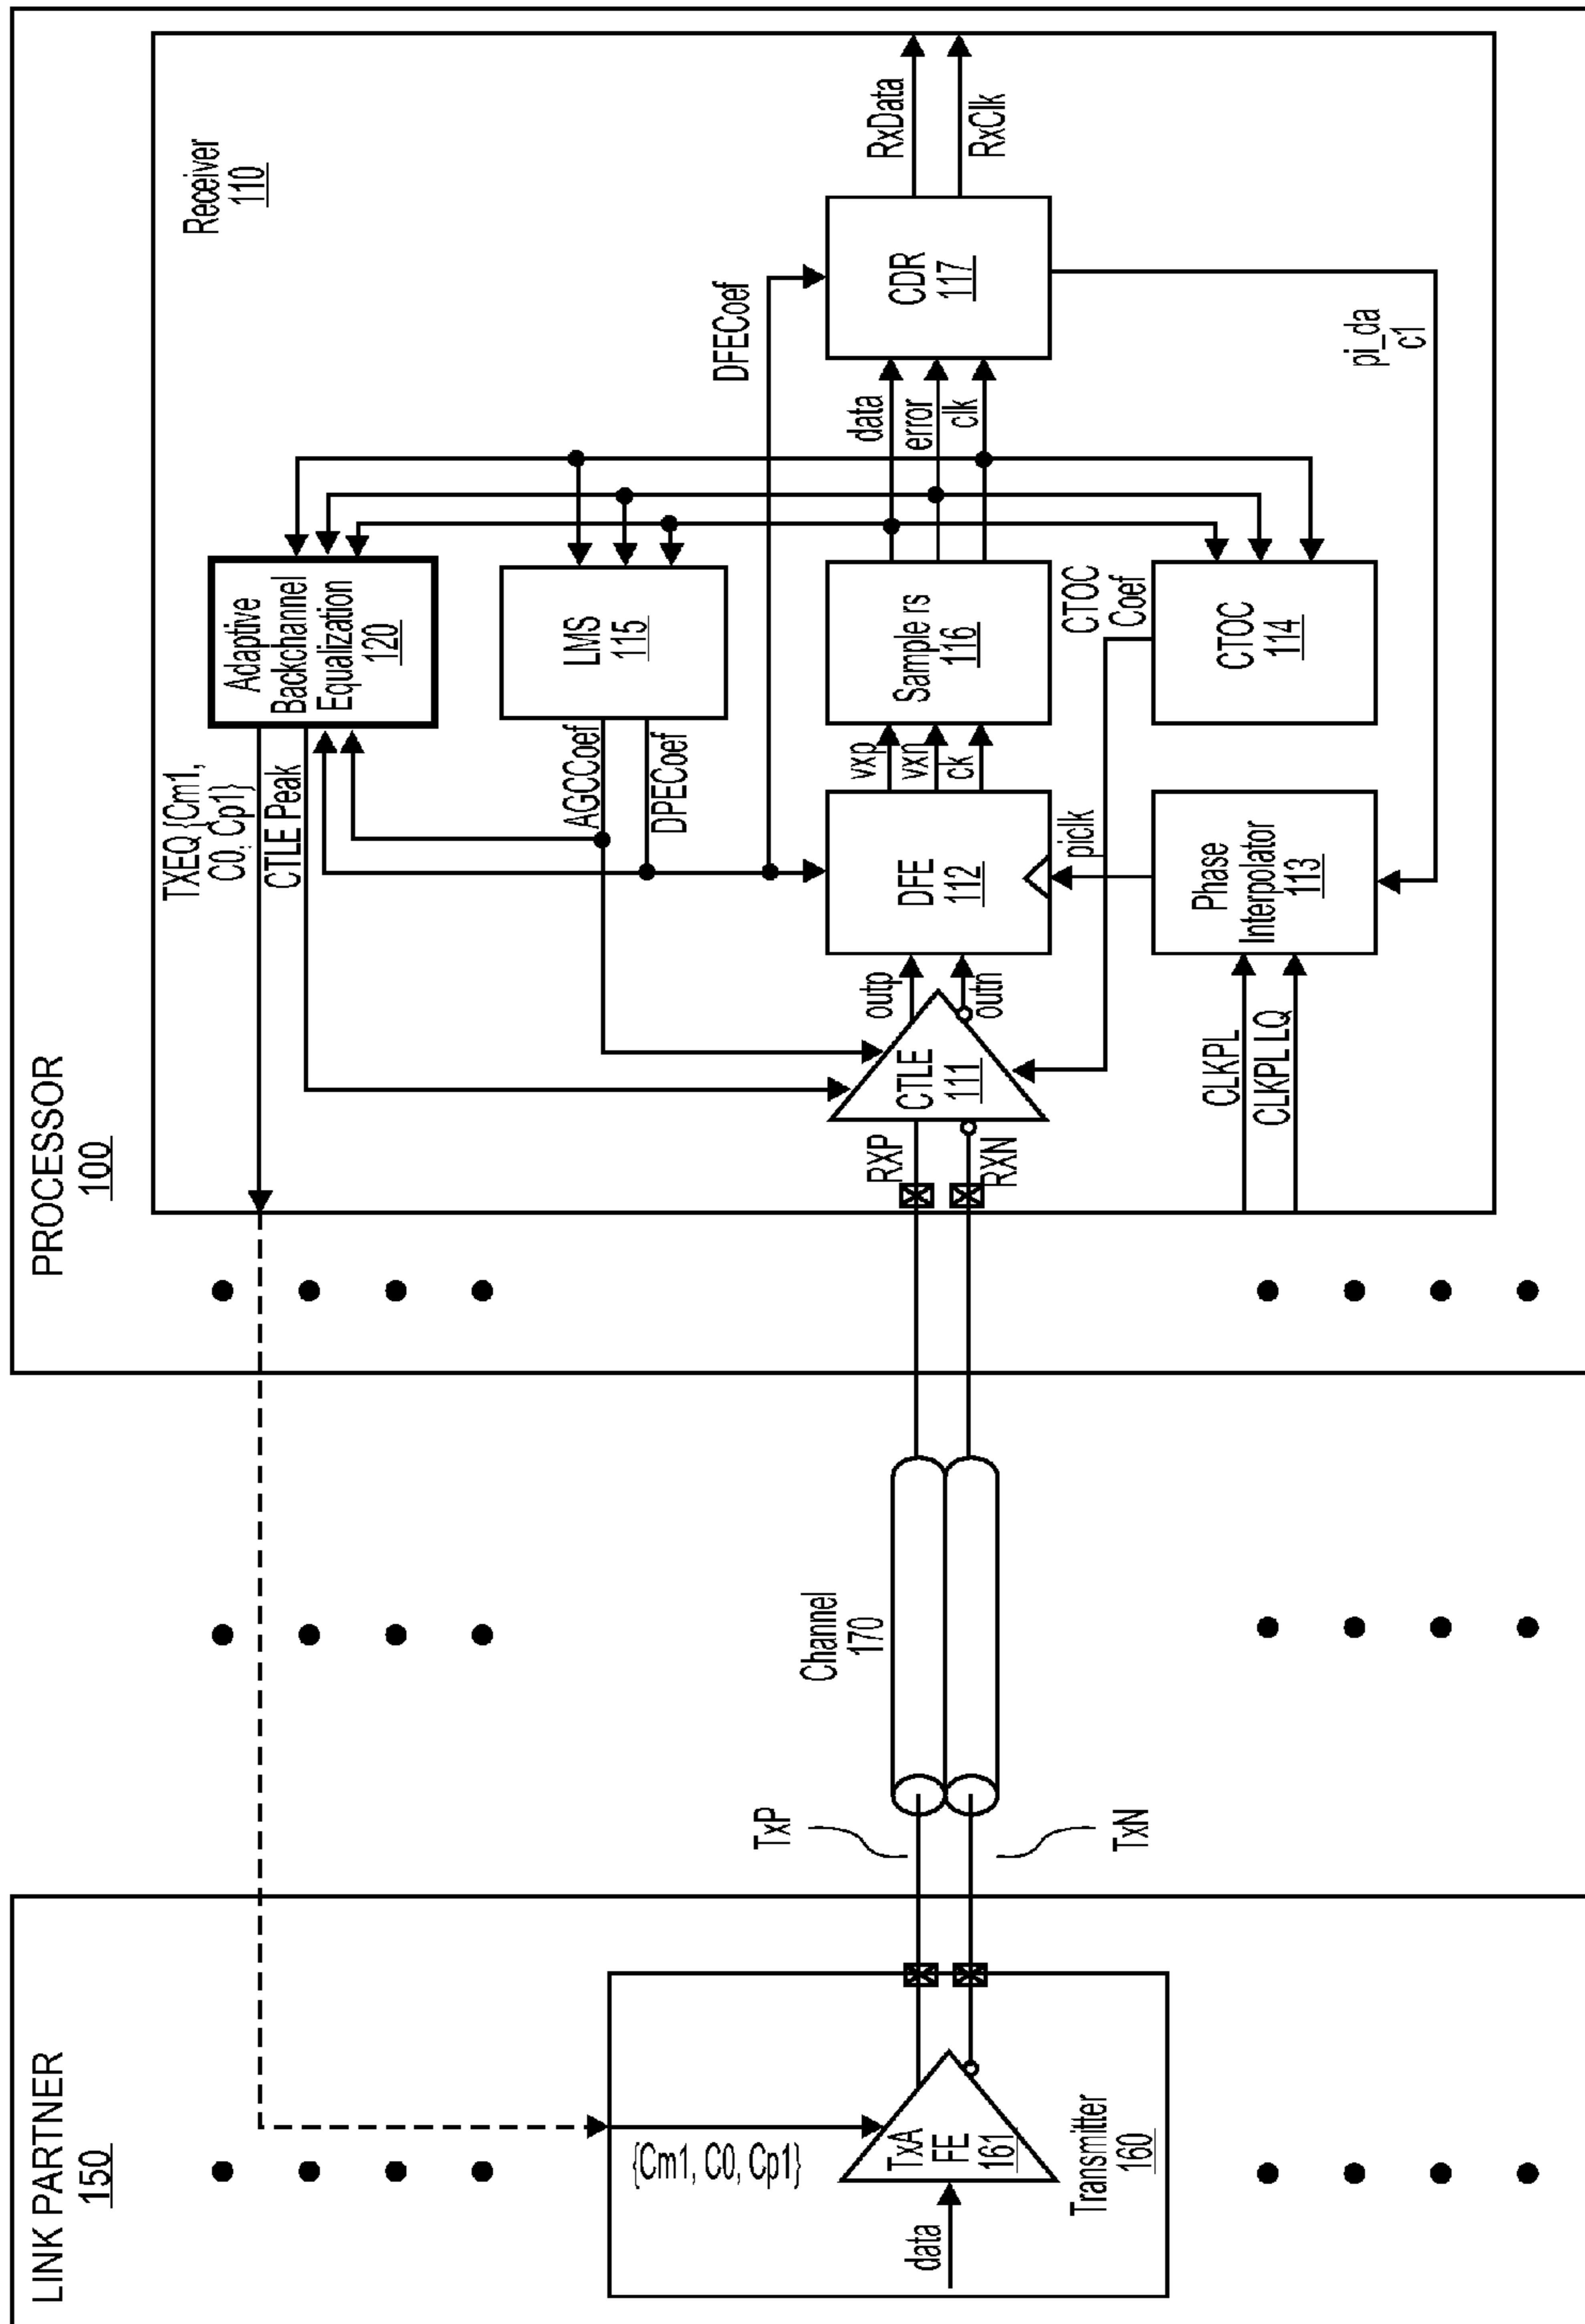 PROCESSOR
100
Receiver
110
TXEQ {Cm1,
C0, Cp1}
CTLE Peak
Adaptive
Backchannel
Equalization
120
LMS
115
AGCCoef
DPECoef
DFECoef
RXP
RXN
CTLE
111
outp
outn
DFE
112
vxp
vxn
ck
Samplers
116
data
error
clk
CDR
117
RxData
RxClk
CTOC
Coef
CTOC
114
piclk
Phase
Interpolator
113
CLKPL
CLKPL LQ
pi_da
c1
Channel
170
TxP
TxN
LINK PARTNER
150
{Cm1, C0, Cp1}
data
TxA
FE
161
Transmitter
160